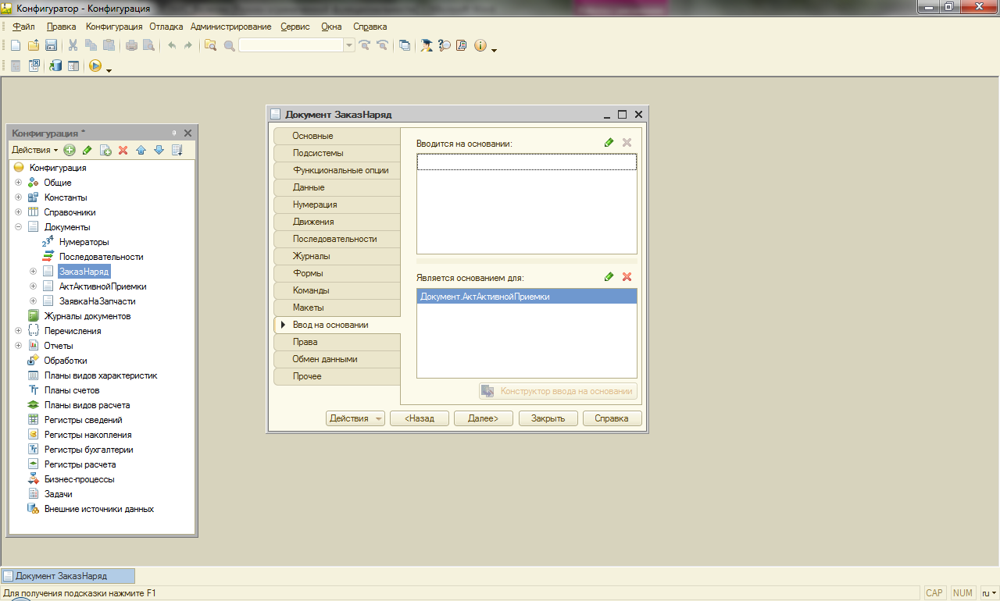 Конфигуратор - Конфигурация
Файл Правка Конфигурация Отладка Администрирование Сервис Окна Справка
Конфигурация *
Действия
Конфигурация
Общие
Константы
Справочники
Документы
Нумераторы
Последовательности
ЗаказНаряд
АктАктивнойПриемки
ЗаявкаНаЗапчасти
Журналы документов
Перечисления
Отчеты
Обработки
Планы видов характеристик
Планы счетов
Планы видов расчета
Регистры сведений
Регистры накопления
Регистры бухгалтерии
Регистры расчета
Бизнес-процессы
Задачи
Внешние источники данных
Документ ЗаказНаряд
Основные
Подсистемы
Функциональные опции
Данные
Нумерация
Движения
Последовательности
Журналы
Формы
Команды
Макеты
Ввод на основании
Права
Обмен данными
Прочее
Вводится на основании:
Является основанием для:
Документ.АктАктивнойПриемки
Конструктор ввода на основании
Действия <Назад Далее> Закрыть Справка
Документ ЗаказНаряд
Для получения подсказки нажмите F1 CAP NUM ru